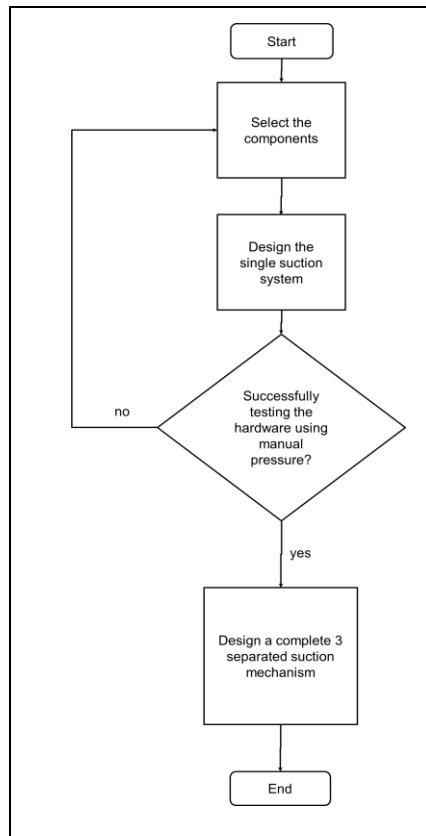 Start
Select the
components
Design the
single suction
system
Successfully
testing the
hardware using
manual
pressure?
no
yes
Design a complete 3
separated suction
mechanism
End